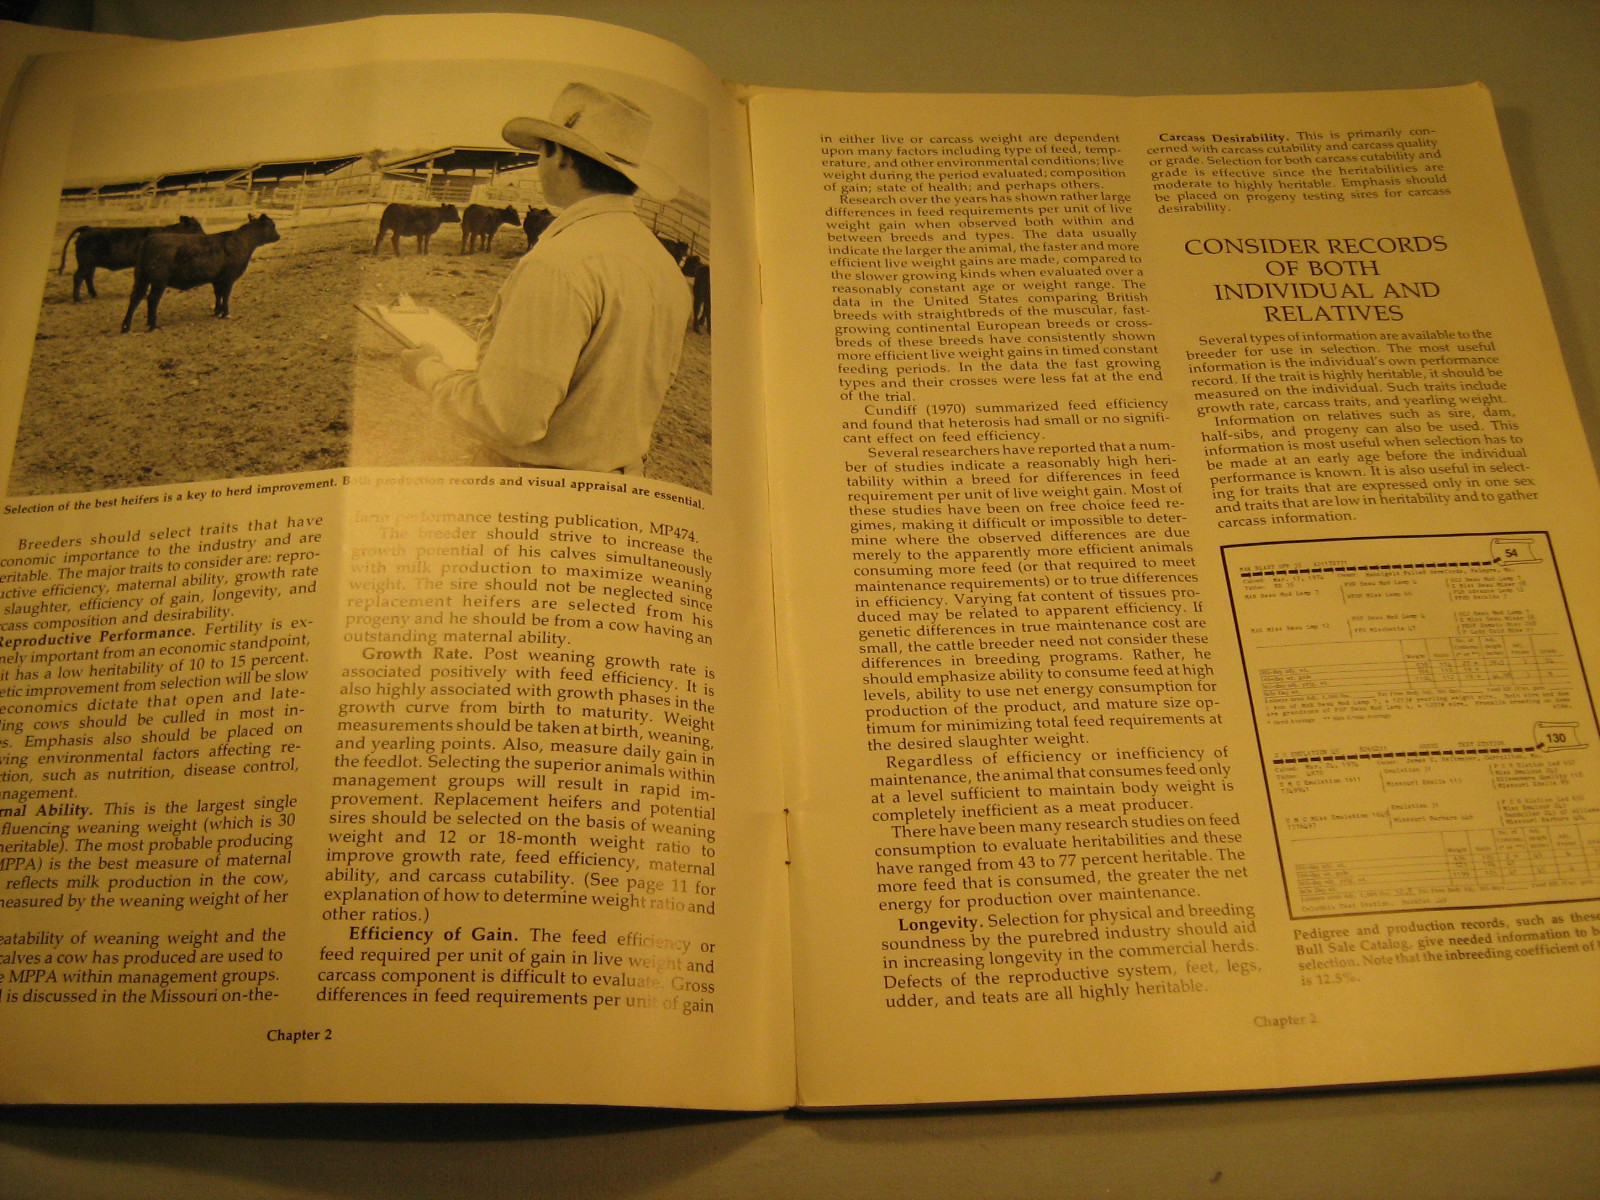 Selection of the best heifers is a key to herd improvement. Both production records and visual appraisal are essential.
Breeders should select traits that have
conomic importance to the industry and are
eritable. The major traits to consider are: repro-
uctive efficiency, maternal ability, growth rate
slaughter, efficiency of gain, longevity, and
cass composition and desirability.
Reproductive Performance. Fertility is ex-
mely important from an economic standpoint,
it has a low heritability of 10 to 15 percent.
etic improvement from selection will be slow
economics dictate that open and late-
ing cows should be culled in most in-
s. Emphasis also should be placed on
ving environmental factors affecting re-
tion, such as nutrition, disease control,
nagement.
rnal Ability. This is the largest single
fluencing weaning weight (which is 30
heritable). The most probable producing
MPPA) is the best measure of maternal
reflects milk production in the cow,
measured by the weaning weight of her
eatability of weaning weight and the
calves a cow has produced are used to
e MPPA within management groups.
l is discussed in the Missouri on-the-
farm performance testing publication, MP474.
The breeder should strive to increase the
growth potential of his calves simultaneously
with milk production to maximize weaning
weight. The sire should not be neglected since
replacement heifers are selected from his
progeny and he should be from a cow having an
outstanding maternal ability.
Growth Rate. Post weaning growth rate is
associated positively with feed efficiency. It is
also highly associated with growth phases in the
growth curve from birth to maturity. Weight
measurements should be taken at birth, weaning,
and yearling points. Also, measure daily gain in
the feedlot. Selecting the superior animals within
management groups will result in rapid im-
provement. Replacement heifers and potential
sires should be selected on the basis of weaning
weight and 12 or 18-month weight ratio to
improve growth rate, feed efficiency, maternal
ability, and carcass cutability. (See page 11 for
explanation of how to determine weight ratio and
other ratios.)
Efficiency of Gain. The feed efficiency or
feed required per unit of gain in live weight and
carcass component is difficult to evaluate. Gross
differences in feed requirements per unit of gain
Chapter 2
in either live or carcass weight are dependent
upon many factors including type of feed, temp-
erature, and other environmental conditions; live
weight during the period evaluated; composition
of gain; state of health; and perhaps others.
Research over the years has shown rather large
differences in feed requirements per unit of live
weight gain when observed both within and
between breeds and types. The data usually
indicate the larger the animal, the faster and more
efficient live weight gains are made, compared to
the slower growing kinds when evaluated over a
reasonably constant age or weight range. The
data in the United States comparing British
breeds with straightbreds of the muscular, fast-
growing continental European breeds or cross-
breds of these breeds have consistently shown
more efficient live weight gains in timed constant
feeding periods. In the data the fast growing
types and their crosses were less fat at the end
of the trial.
Cundiff (1970) summarized feed efficiency
and found that heterosis had small or no signifi-
cant effect on feed efficiency.
Several researchers have reported that a num-
ber of studies indicate a reasonably high heri-
tability within a breed for differences in feed
requirement per unit of live weight gain. Most of
these studies have been on free choice feed re-
gimes, making it difficult or impossible to deter-
mine where the observed differences are due
merely to the apparently more efficient animals
consuming more feed (or that required to meet
maintenance requirements) or to true differences
in efficiency. Varying fat content of tissues pro-
duced may be related to apparent efficiency. If
genetic differences in true maintenance cost are
small, the cattle breeder need not consider these
differences in breeding programs. Rather, he
should emphasize ability to consume feed at high
levels, ability to use net energy consumption for
production of the product, and mature size op-
timum for minimizing total feed requirements at
the desired slaughter weight.
Regardless of efficiency or inefficiency of
maintenance, the animal that consumes feed only
at a level sufficient to maintain body weight is
completely inefficient as a meat producer.
There have been many research studies on feed
consumption to evaluate heritabilities and these
have ranged from 43 to 77 percent heritable. The
more feed that is consumed, the greater the net
energy for production over maintenance.
Longevity. Selection for physical and breeding
soundness by the purebred industry should aid
in increasing longevity in the commercial herds.
Defects of the reproductive system, feet, legs,
udder, and teats are all highly heritable.
Carcass Desirability. This is primarily con-
cerned with carcass cutability and carcass quality
or grade. Selection for both carcass cutability and
grade is effective since the heritabilities are
moderate to highly heritable. Emphasis should
be placed on progeny testing sires for carcass
desirability.
CONSIDER RECORDS
OF BOTH
INDIVIDUAL AND
RELATIVES
Several types of information are available to the
breeder for use in selection. The most useful
information is the individual's own performance
record. If the trait is highly heritable, it should be
measured on the individual. Such traits include
growth rate, carcass traits, and yearling weight.
Information on relatives such as sire, dam,
half-sibs, and progeny can also be used. This
information is most useful when selection has to
be made at an early age before the individual
performance is known. It is also useful in select-
ing for traits that are expressed only in one sex
and traits that are low in heritability and to gather
carcass information.
54
130
Pedigree and production records, such as these
Bull Sale Catalog, give needed information to b
selection. Note that the inbreeding coefficient of
is 12.5%.
Chapter 2